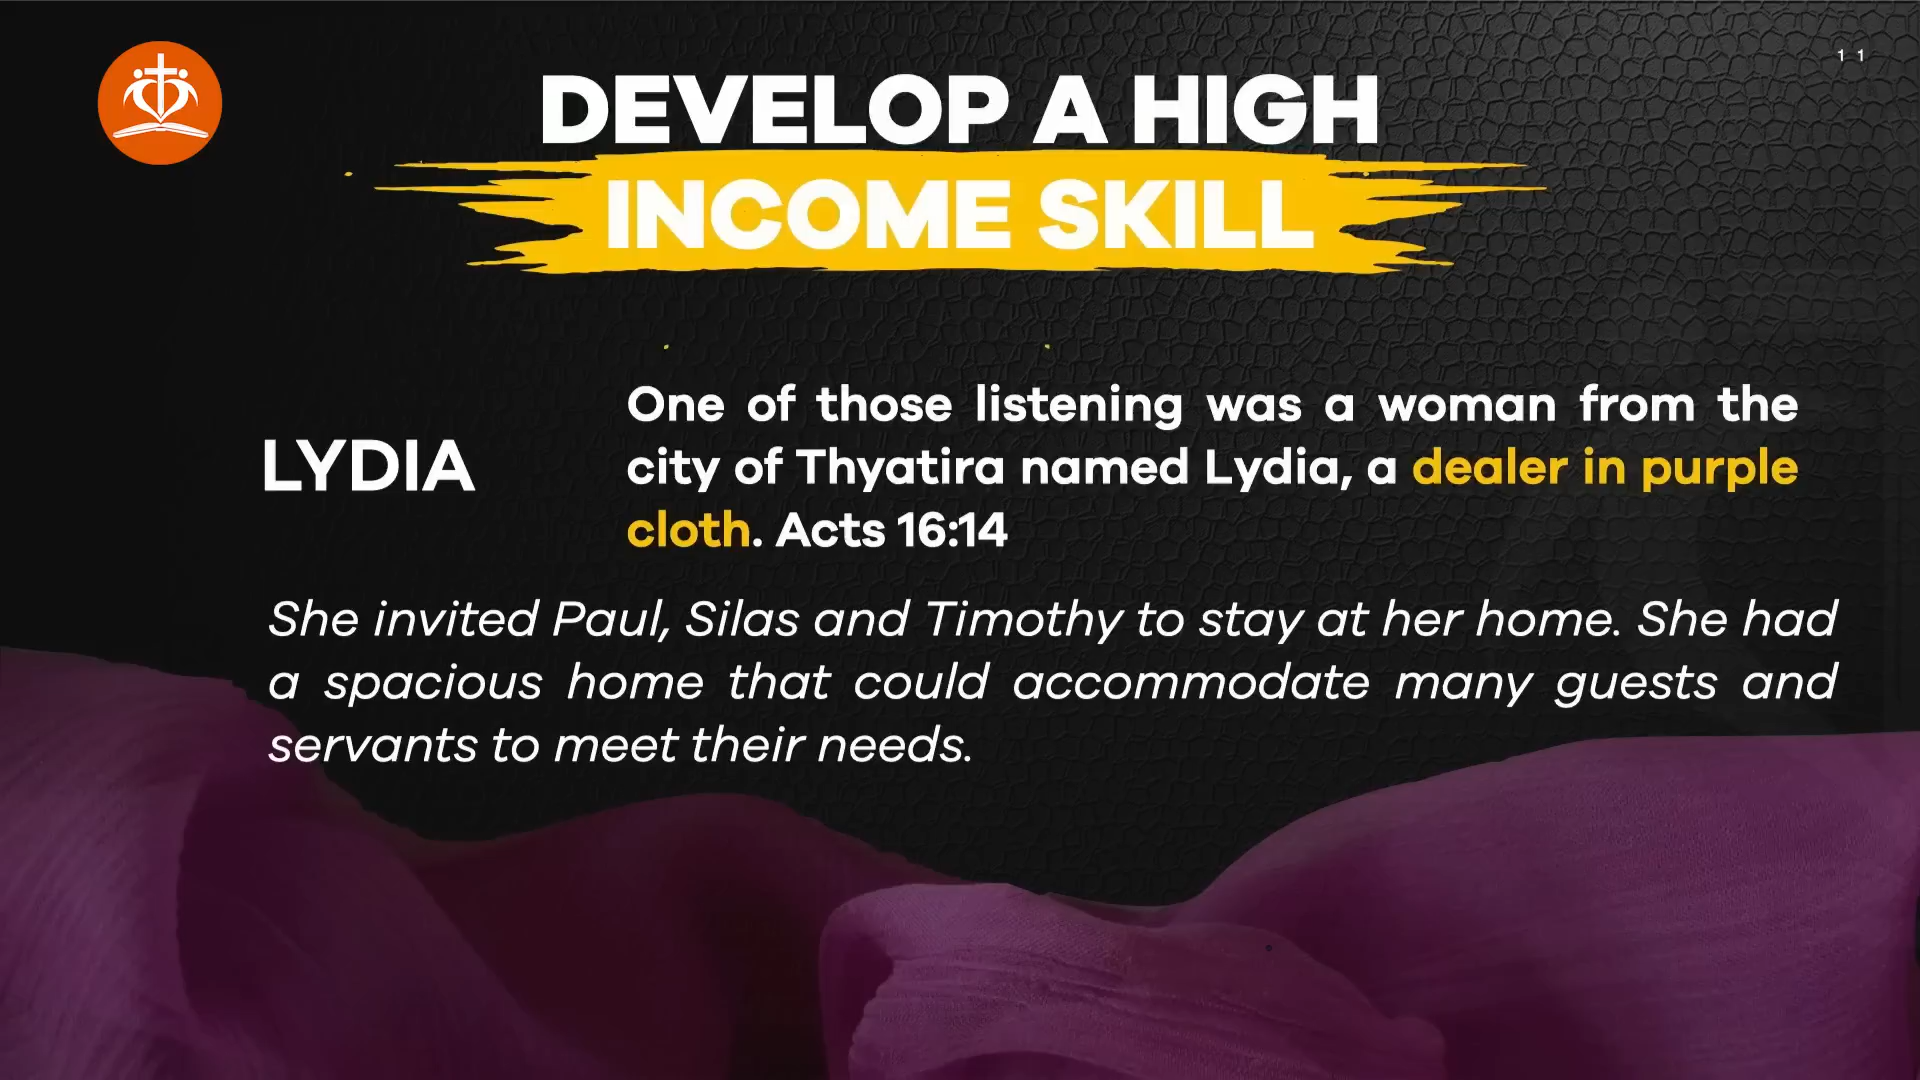 1 1
DEVELOP A HIGH
INCOME SKILL
LYDIA
One of those listening was a woman from the
city of Thyatira named Lydia, a dealer in purple
cloth. Acts 16:14
She invited Paul, Silas and Timothy to stay at her home. She had
a spacious home that could accommodate many guests and
servants to meet their needs.